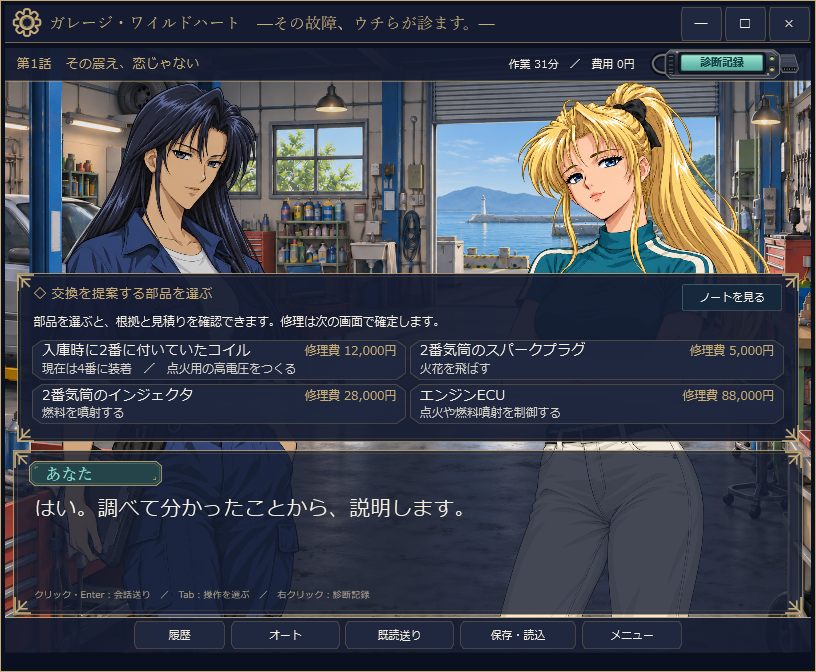 ガレージ・ワイルドハート ―その故障、ウチらが診ます。―
第1話 その震え、恋じゃない
作業 31分 ／ 費用 0円
診断記録
◇ 交換を提案する部品を選ぶ
ノートを見る
部品を選ぶと、根拠と見積りを確認できます。修理は次の画面で確定します。
入庫時に2番に付いていたコイル 修理費 12,000円
現在は4番に装着 ／ 点火用の高電圧をつくる
2番気筒のスパークプラグ 修理費 5,000円
火花を飛ばす
2番気筒のインジェクタ 修理費 28,000円
燃料を噴射する
エンジンECU 修理費 88,000円
点火や燃料噴射を制御する
あなた
はい。調べて分かったことから、説明します。
クリック・Enter：会話送り ／ Tab：操作を選ぶ ／ 右クリック：診断記録
履歴
オート
既読送り
保存・読込
メニュー